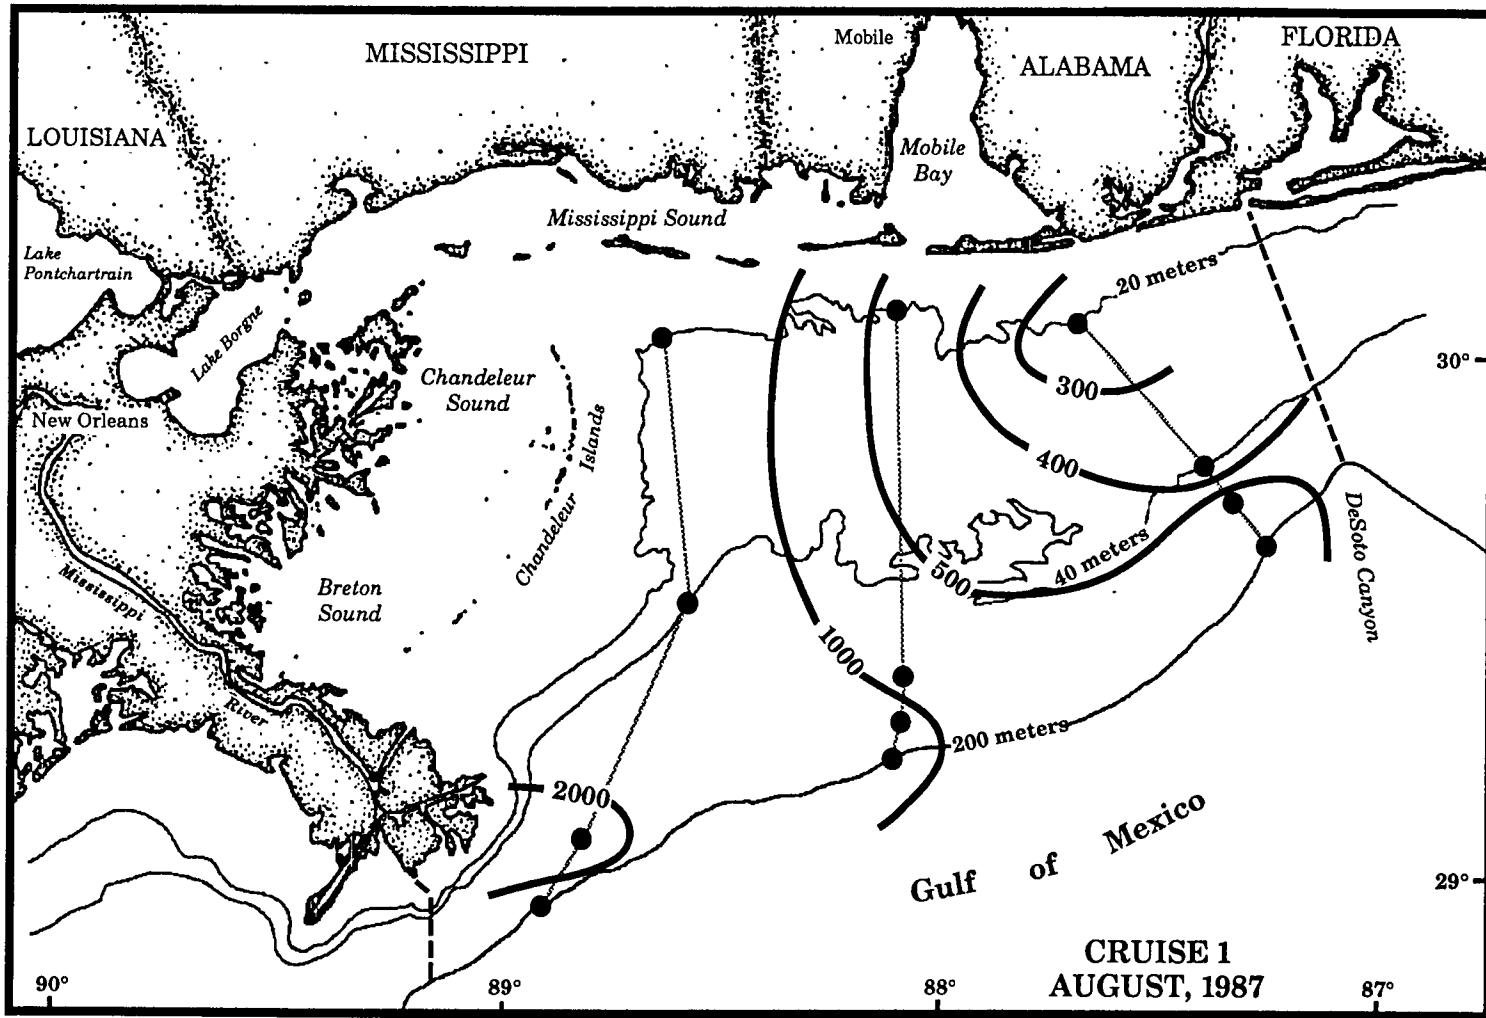 MISSISSIPPI
Mobile
ALABAMA
FLORIDA
LOUISIANA
Mobile
Bay
Mississippi Sound
Lake
Pontchartrain
20 meters
Lake Borgne
30°
Chandeleur
Sound
300
New Orleans
Islands
400
Chandeleur
DeSoto Canyon
40 meters
500
Mississippi
Breton
Sound
1000
River
200 meters
2000
Gulf of Mexico
29°
CRUISE 1
AUGUST, 1987
90°
89°
88°
87°